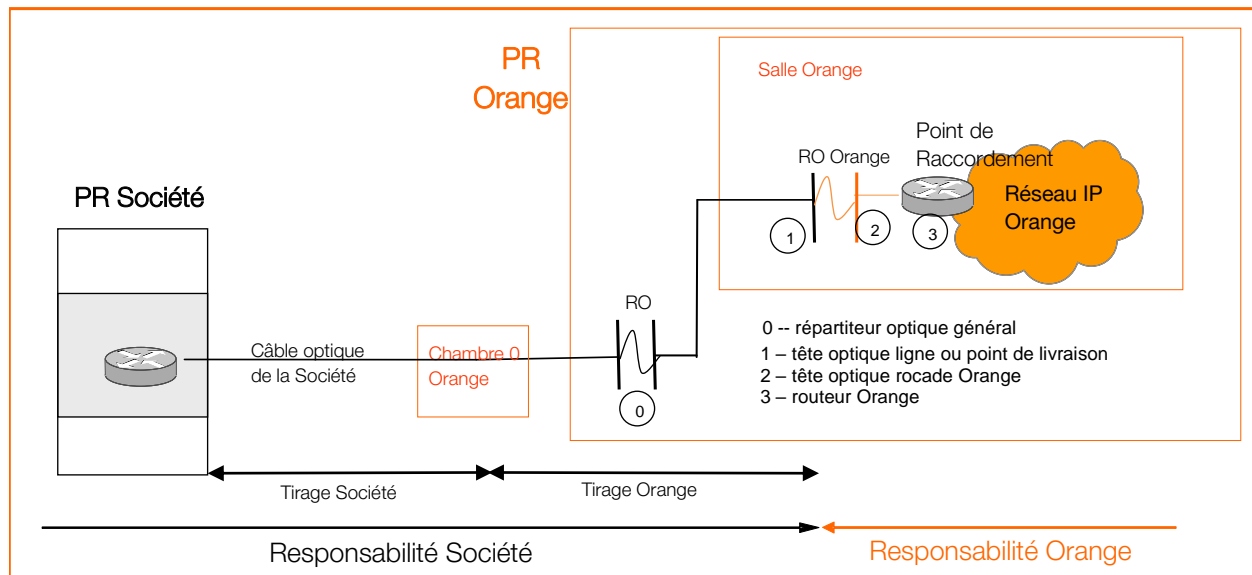 PR
Orange
Salle Orange
Point de
Raccordement
RO Orange
Réseau IP
Orange
1
2
3
PR Société
RO
0
Câble optique
de la Société
Chambre 0
Orange
0 -- répartiteur optique général
1 – tête optique ligne ou point de livraison
2 – tête optique rocade Orange
3 – routeur Orange
Tirage Société
Tirage Orange
Responsabilité Société
Responsabilité Orange